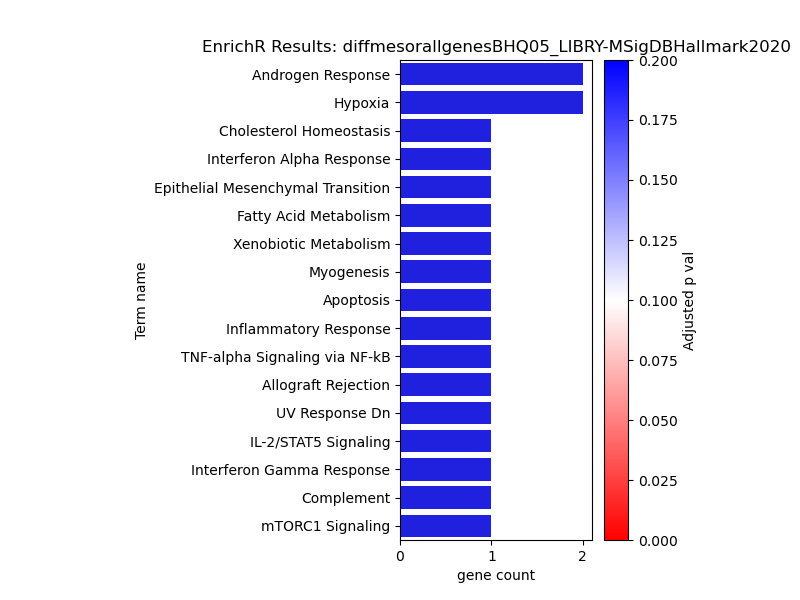 EnrichR Results: diffmesorallgenesBHQ05_LIBRY-MSigDBHallmark2020
Term name
Androgen Response
Hypoxia
Cholesterol Homeostasis
Interferon Alpha Response
Epithelial Mesenchymal Transition
Fatty Acid Metabolism
Xenobiotic Metabolism
Myogenesis
Apoptosis
Inflammatory Response
TNF-alpha Signaling via NF-kB
Allograft Rejection
UV Response Dn
IL-2/STAT5 Signaling
Interferon Gamma Response
Complement
mTORC1 Signaling
0 1 2
gene count
0.200
0.175
0.150
0.125
0.100
0.075
0.050
0.025
0.000
Adjusted p val